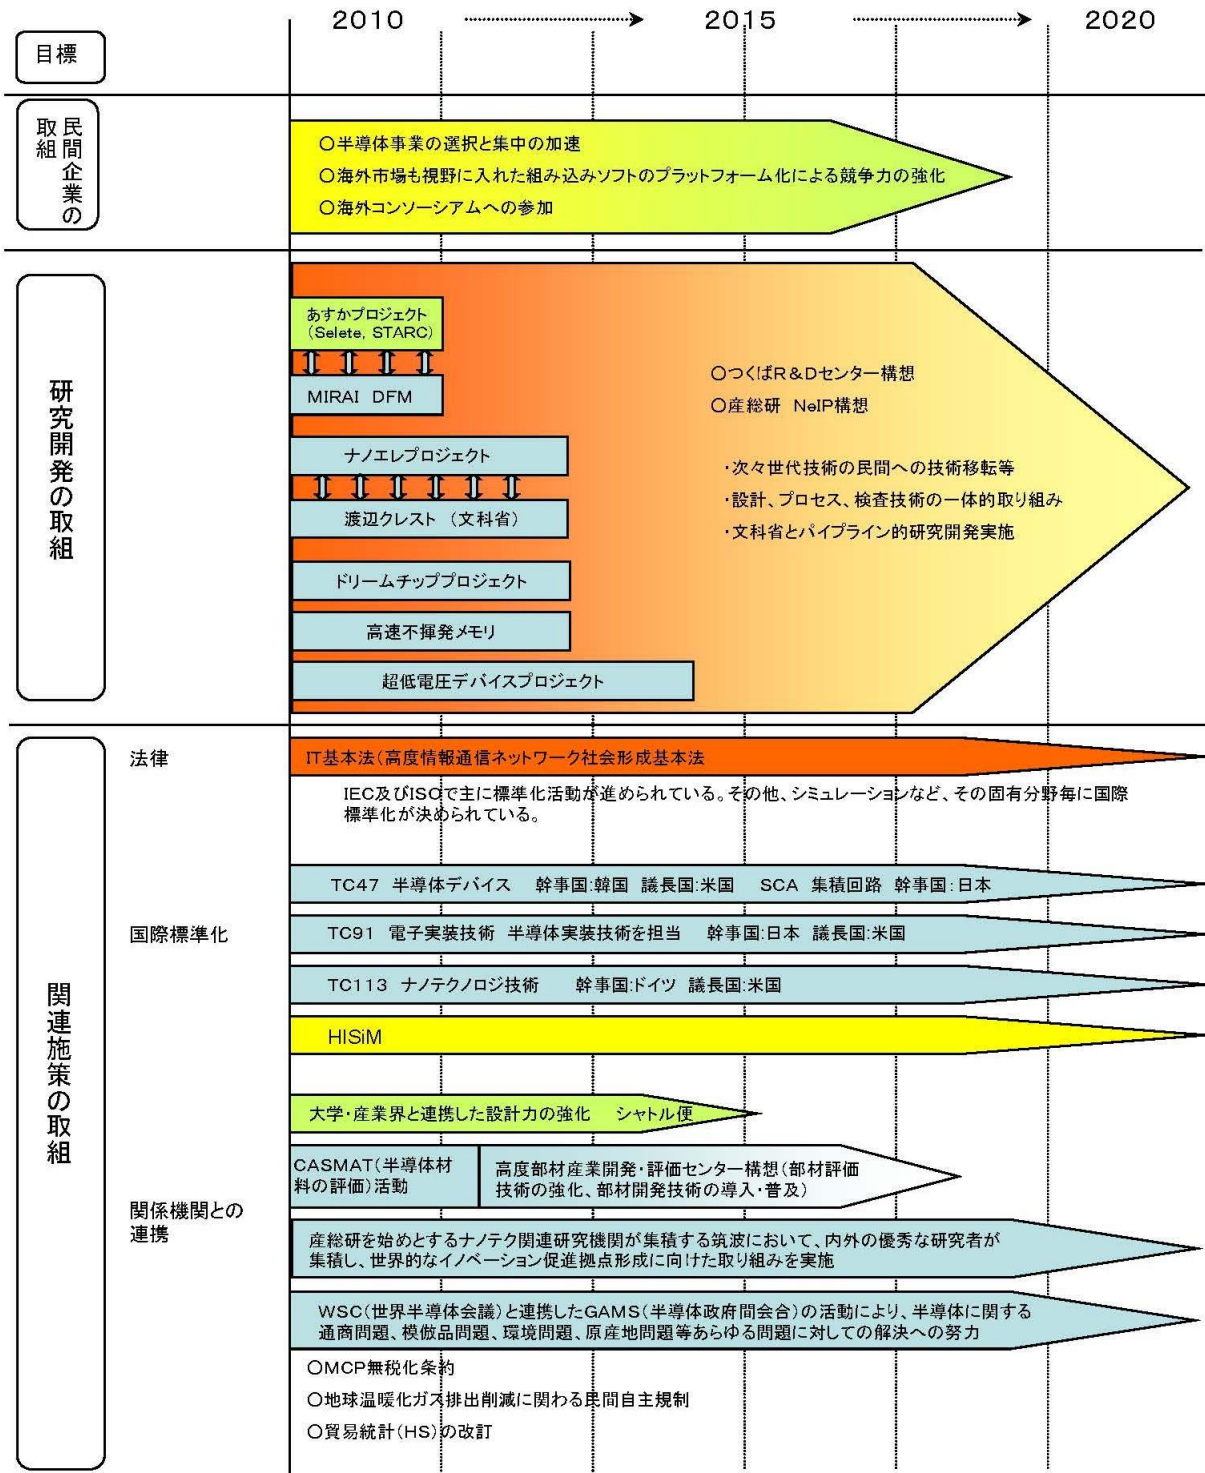 2010 2015 2020
目標
民間企業の
取組
○半導体事業の選択と集中の加速
○海外市場も視野に入れた組み込みソフトのプラットフォーム化による競争力の強化
○海外コンソーシアムへの参加
研究開発の取組
あすかプロジェクト
(Selete, STARC)
MIRAI DFM
ナノエレプロジェクト
渡辺クレスト (文科省)
ドリームチッププロジェクト
高速不揮発メモリ
超低電圧デバイスプロジェクト
○つくばR&Dセンター構想
○産総研 NeIP構想
・次々世代技術の民間への技術移転等
・設計、プロセス、検査技術の一体的取り組み
・文科省とパイプライン的研究開発実施
関連施策の取組
法律
IT基本法(高度情報通信ネットワーク社会形成基本法
IEC及びISOで主に標準化活動が進められている。その他、シミュレーションなど、その固有分野毎に国際
標準化が決められている。
国際標準化
TC47 半導体デバイス 幹事国:韓国 議長国:米国 SCA 集積回路 幹事国:日本
TC91 電子実装技術 半導体実装技術を担当 幹事国:日本 議長国:米国
TC113 ナノテクノロジ技術 幹事国:ドイツ 議長国:米国
HISiM
関係機関との
連携
大学・産業界と連携した設計力の強化 シャトル便
CASMAT(半導体材
料の評価)活動
高度部材産業開発・評価センター構想(部材評価
技術の強化、部材開発技術の導入・普及)
産総研を始めとするナノテク関連研究機関が集積する筑波において、内外の優秀な研究者が
集積し、世界的なイノベーション促進拠点形成に向けた取り組みを実施
WSC(世界半導体会議)と連携したGAMS(半導体政府間会合)の活動により、半導体に関する
通商問題、模倣品問題、環境問題、原産地問題等あらゆる問題に対しての解決への努力
○MCP無税化条約
○地球温暖化ガス排出削減に関わる民間自主規制
○貿易統計(HS)の改訂